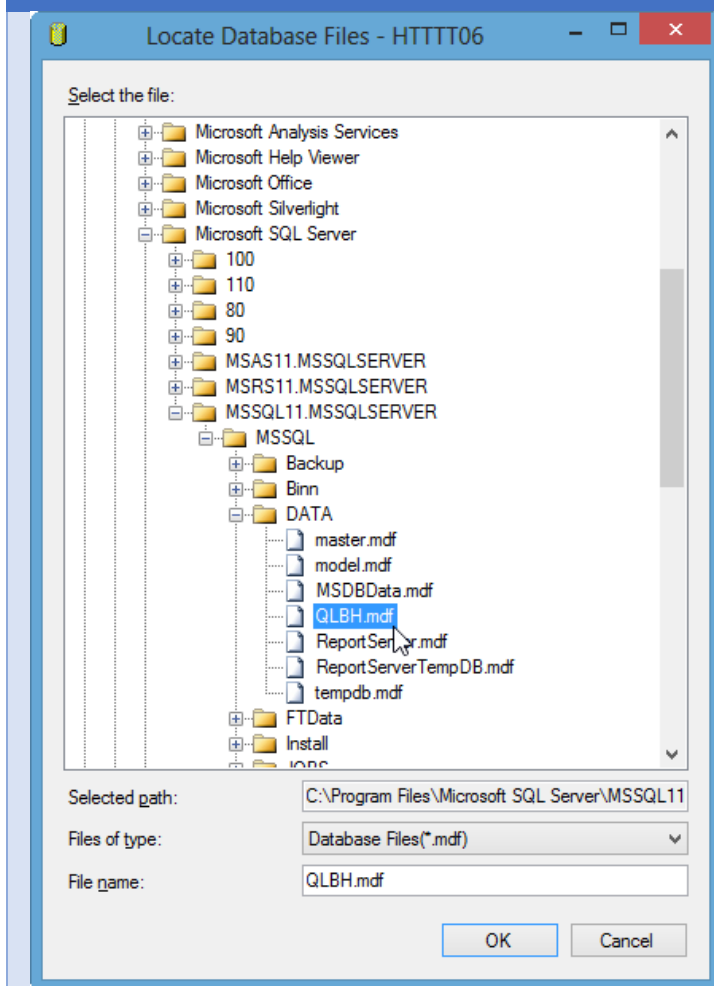 Locate Database Files - HTTTT06
Select the file:
Microsoft Analysis Services
Microsoft Help Viewer
Microsoft Office
Microsoft Silverlight
Microsoft SQL Server
100
110
80
90
MSAS11.MSSQLSERVER
MSRS11.MSSQLSERVER
MSSQL11.MSSQLSERVER
MSSQL
Backup
Binn
DATA
master.mdf
model.mdf
MSDBData.mdf
QLBH.mdf
ReportServer.mdf
ReportServerTempDB.mdf
tempdb.mdf
FTData
Install
JOBS
Selected path: C:\Program Files\Microsoft SQL Server\MSSQL11
Files of type: Database Files(*.mdf)
File name: QLBH.mdf
OK Cancel